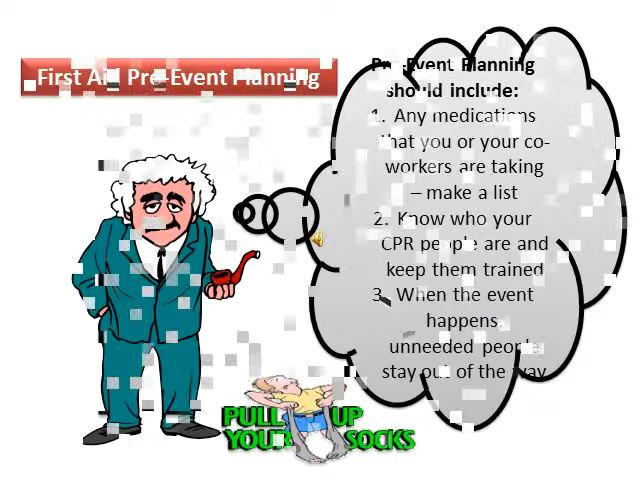 First Aid Pre-Event Planning
Pre-Event Planning
should include:
1. Any medications
that you or your co-
workers are taking
– make a list
2. Know who your
CPR people are and
keep them trained
3. When the event
happens,
unneeded people
stay out of the way
PULL UP
YOUR SOCKS